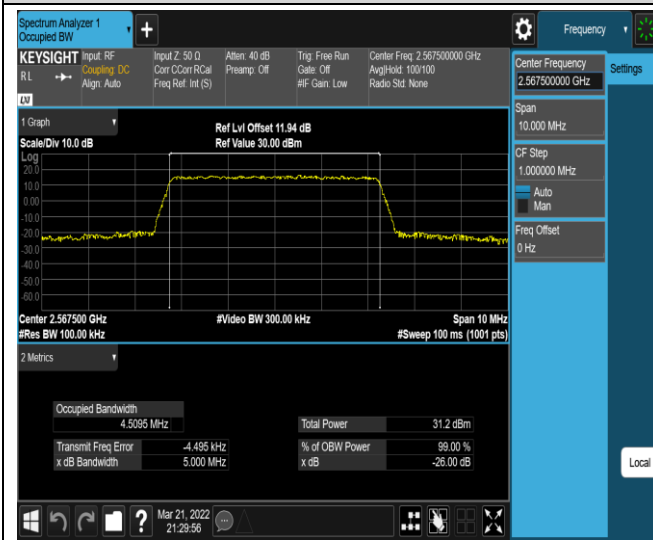 Spectrum Analyzer 1
Occupied BW
Frequency
KEYSIGHT
Input: RF
Coupling: DC
Align: Auto
RL
LXI
Input Z: 50 Ω
Corr CCorr RCal
Freq Ref: Int (S)
Atten: 40 dB
Preamp: Off
Trig: Free Run
Gate: Off
#IF Gain: Low
Center Freq: 2.567500000 GHz
Avg|Hold: 100/100
Radio Std: None
Center Frequency
2.567500000 GHz
Settings
Span
10.000 MHz
CF Step
1.000000 MHz
Auto
Man
Freq Offset
0 Hz
1 Graph
Scale/Div 10.0 dB
Ref Lvl Offset 11.94 dB
Ref Value 30.00 dBm
Log
20.0
10.0
0.00
-10.0
-20.0
-30.0
-40.0
-50.0
-60.0
Center 2.567500 GHz
#Video BW 300.00 kHz
Span 10 MHz
#Res BW 100.00 kHz
#Sweep 100 ms (1001 pts)
2 Metrics
Occupied Bandwidth
4.5095 MHz
Total Power 31.2 dBm
Transmit Freq Error -4.495 kHz
% of OBW Power 99.00 %
x dB Bandwidth 5.000 MHz
x dB -26.00 dB
Local
Mar 21, 2022
21:29:56